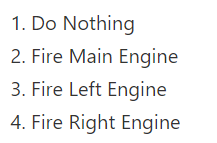 1. Do Nothing
2. Fire Main Engine
3. Fire Left Engine
4. Fire Right Engine